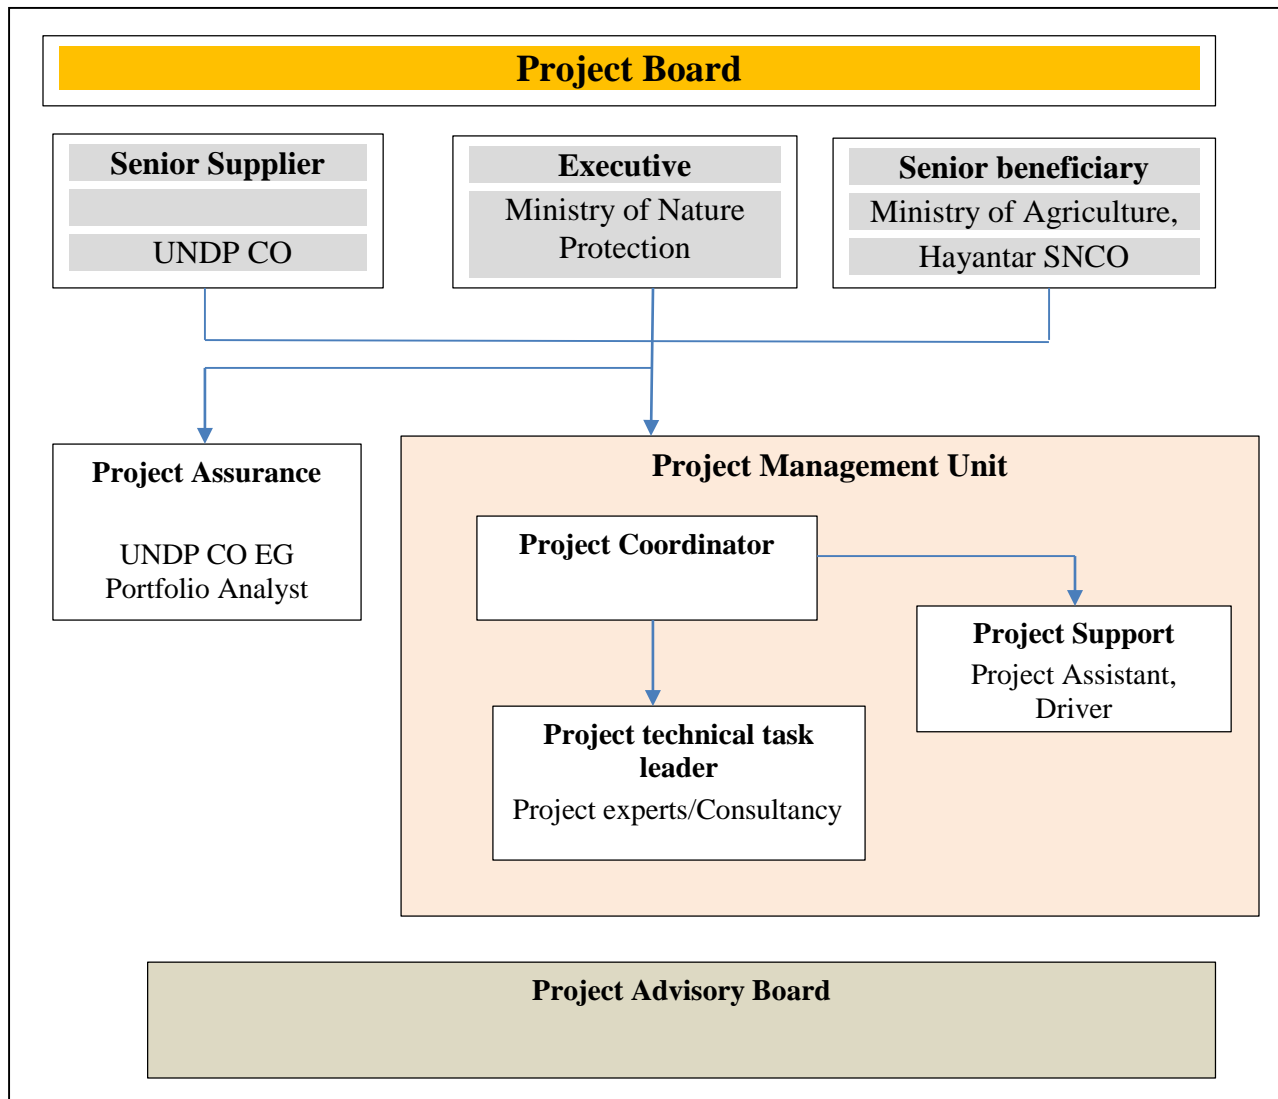 Project Board
Senior Supplier
UNDP CO
Executive
Ministry of Nature
Protection
Senior beneficiary
Ministry of Agriculture,
Hayantar SNCO
Project Assurance
UNDP CO EG
Portfolio Analyst
Project Management Unit
Project Coordinator
Project Support
Project Assistant,
Driver
Project technical task
leader
Project experts/Consultancy
Project Advisory Board